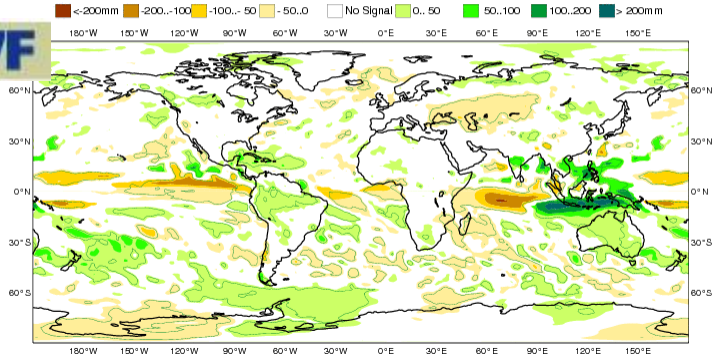 <-200mm -200..-100 -100..- 50 - 50..0 No Signal 0.. 50 50..100 100..200 > 200mm
180°W 150°W 120°W 90°W 60°W 30°W 0°E 30°E 60° E 90°E 120°E 150°E
F
60°N 60°N
30°N 30°N
0°N 0°N
30°S 30°S
60°S 60°S
180°W 150°W 120°W 90°W 60°W 30°W 0°E 30°E 60° E 90°E 120°E 150°E